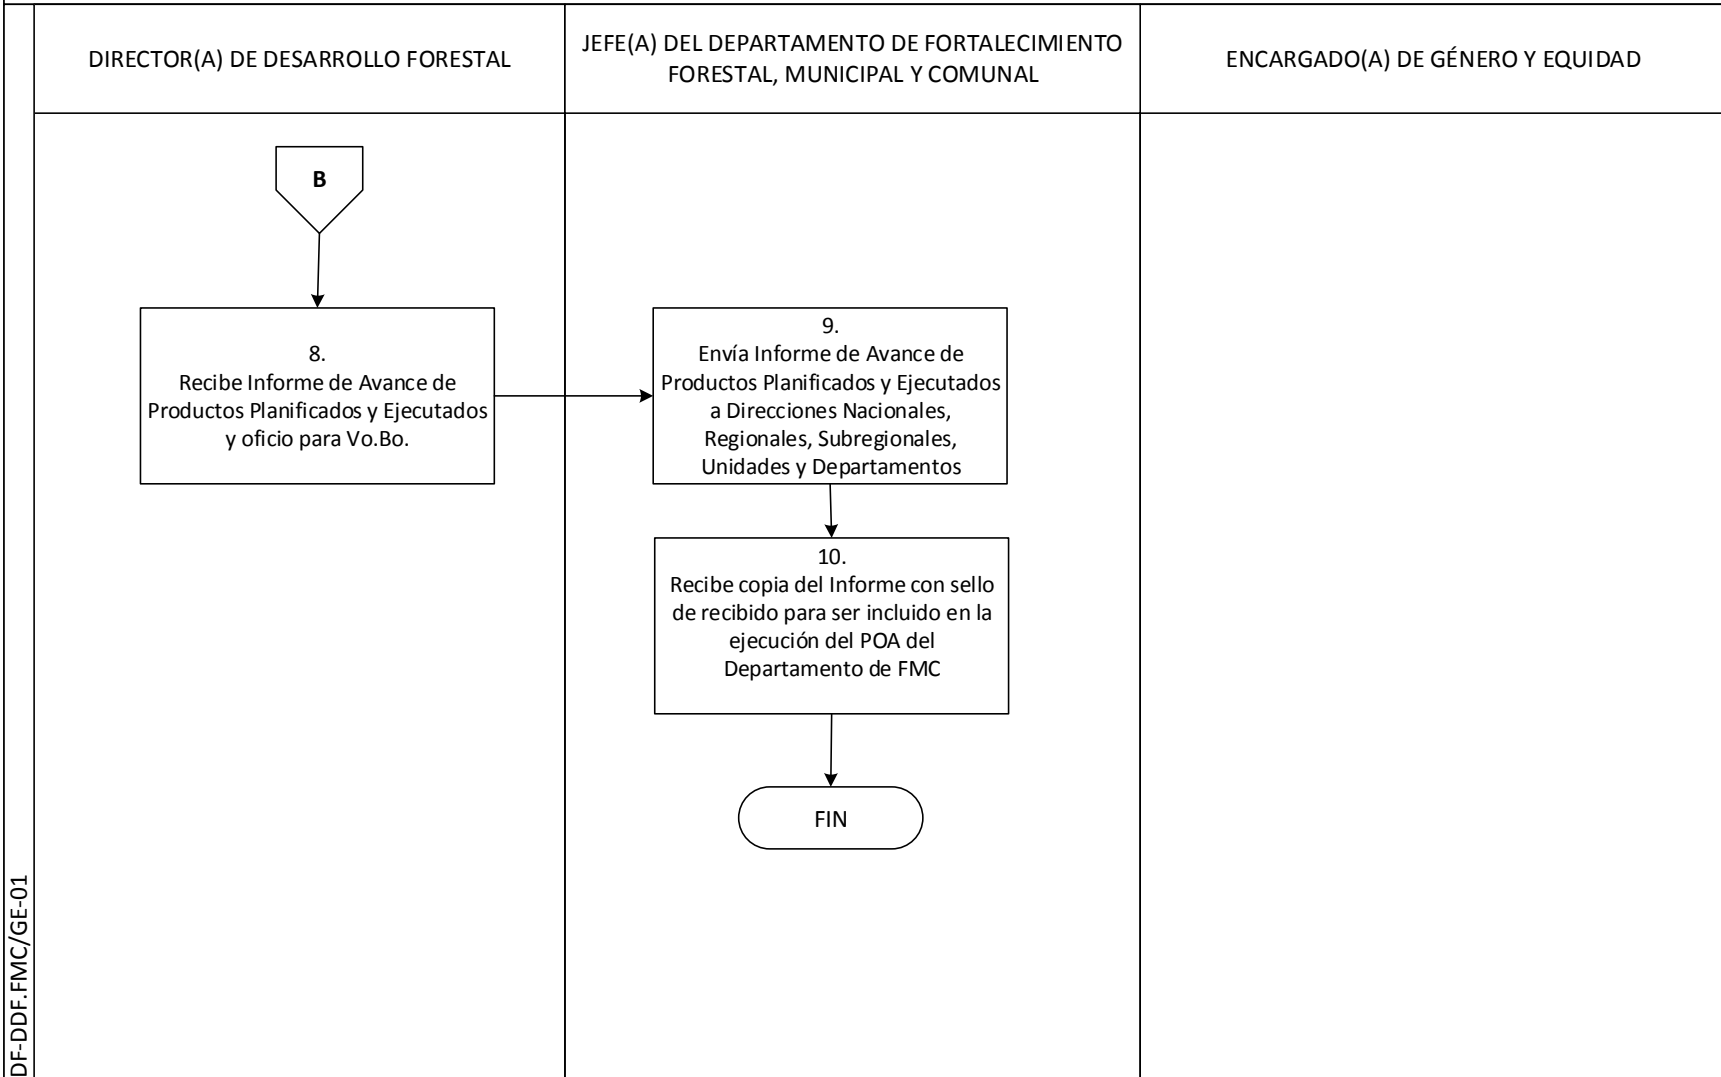 DIRECTOR(A) DE DESARROLLO FORESTAL
JEFE(A) DEL DEPARTAMENTO DE FORTALECIMIENTO
FORESTAL, MUNICIPAL Y COMUNAL
ENCARGADO(A) DE GÉNERO Y EQUIDAD
B
8.
Recibe Informe de Avance de
Productos Planificados y Ejecutados
y oficio para Vo.Bo.
9.
Envía Informe de Avance de
Productos Planificados y Ejecutados
a Direcciones Nacionales,
Regionales, Subregionales,
Unidades y Departamentos
10.
Recibe copia del Informe con sello
de recibido para ser incluido en la
ejecución del POA del
Departamento de FMC
FIN
DF-DDF.FMC/GE-01